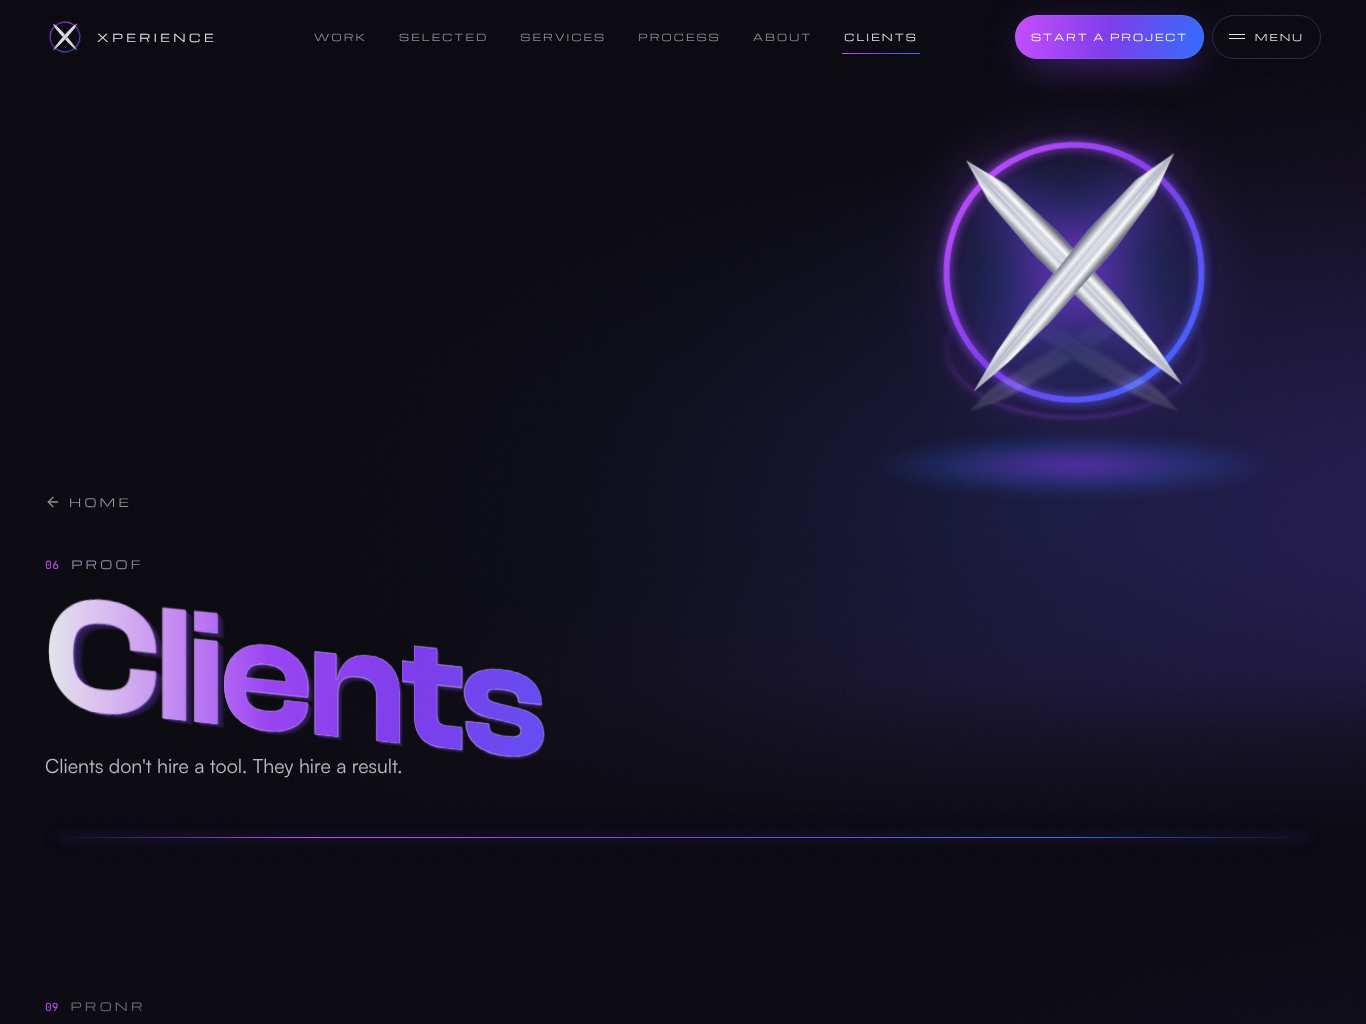 XPERIENCE
WORK SELECTED SERVICES PROCESS ABOUT CLIENTS
START A PROJECT
MENU
← HOME
06 PROOF
Clients
Clients don't hire a tool. They hire a result.
09 PRONR